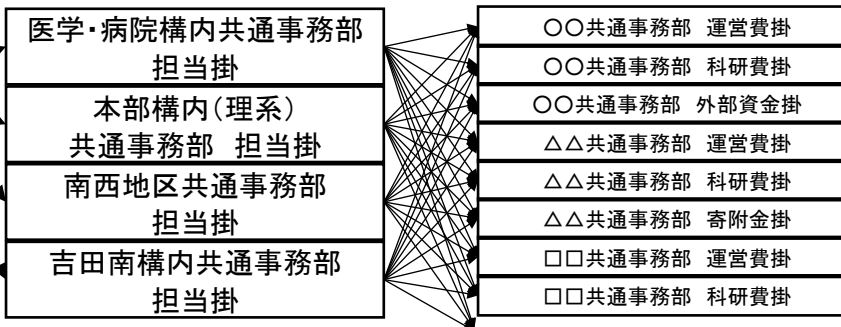 医学・病院構内共通事務部
担当掛
本部構内(理系)
共通事務部 担当掛
南西地区共通事務部
担当掛
吉田南構内共通事務部
担当掛
〇〇共通事務部 運営費掛
〇〇共通事務部 科研費掛
〇〇共通事務部 外部資金掛
△△共通事務部 運営費掛
△△共通事務部 科研費掛
△△共通事務部 寄附金掛
□□共通事務部 運営費掛
□□共通事務部 科研費掛